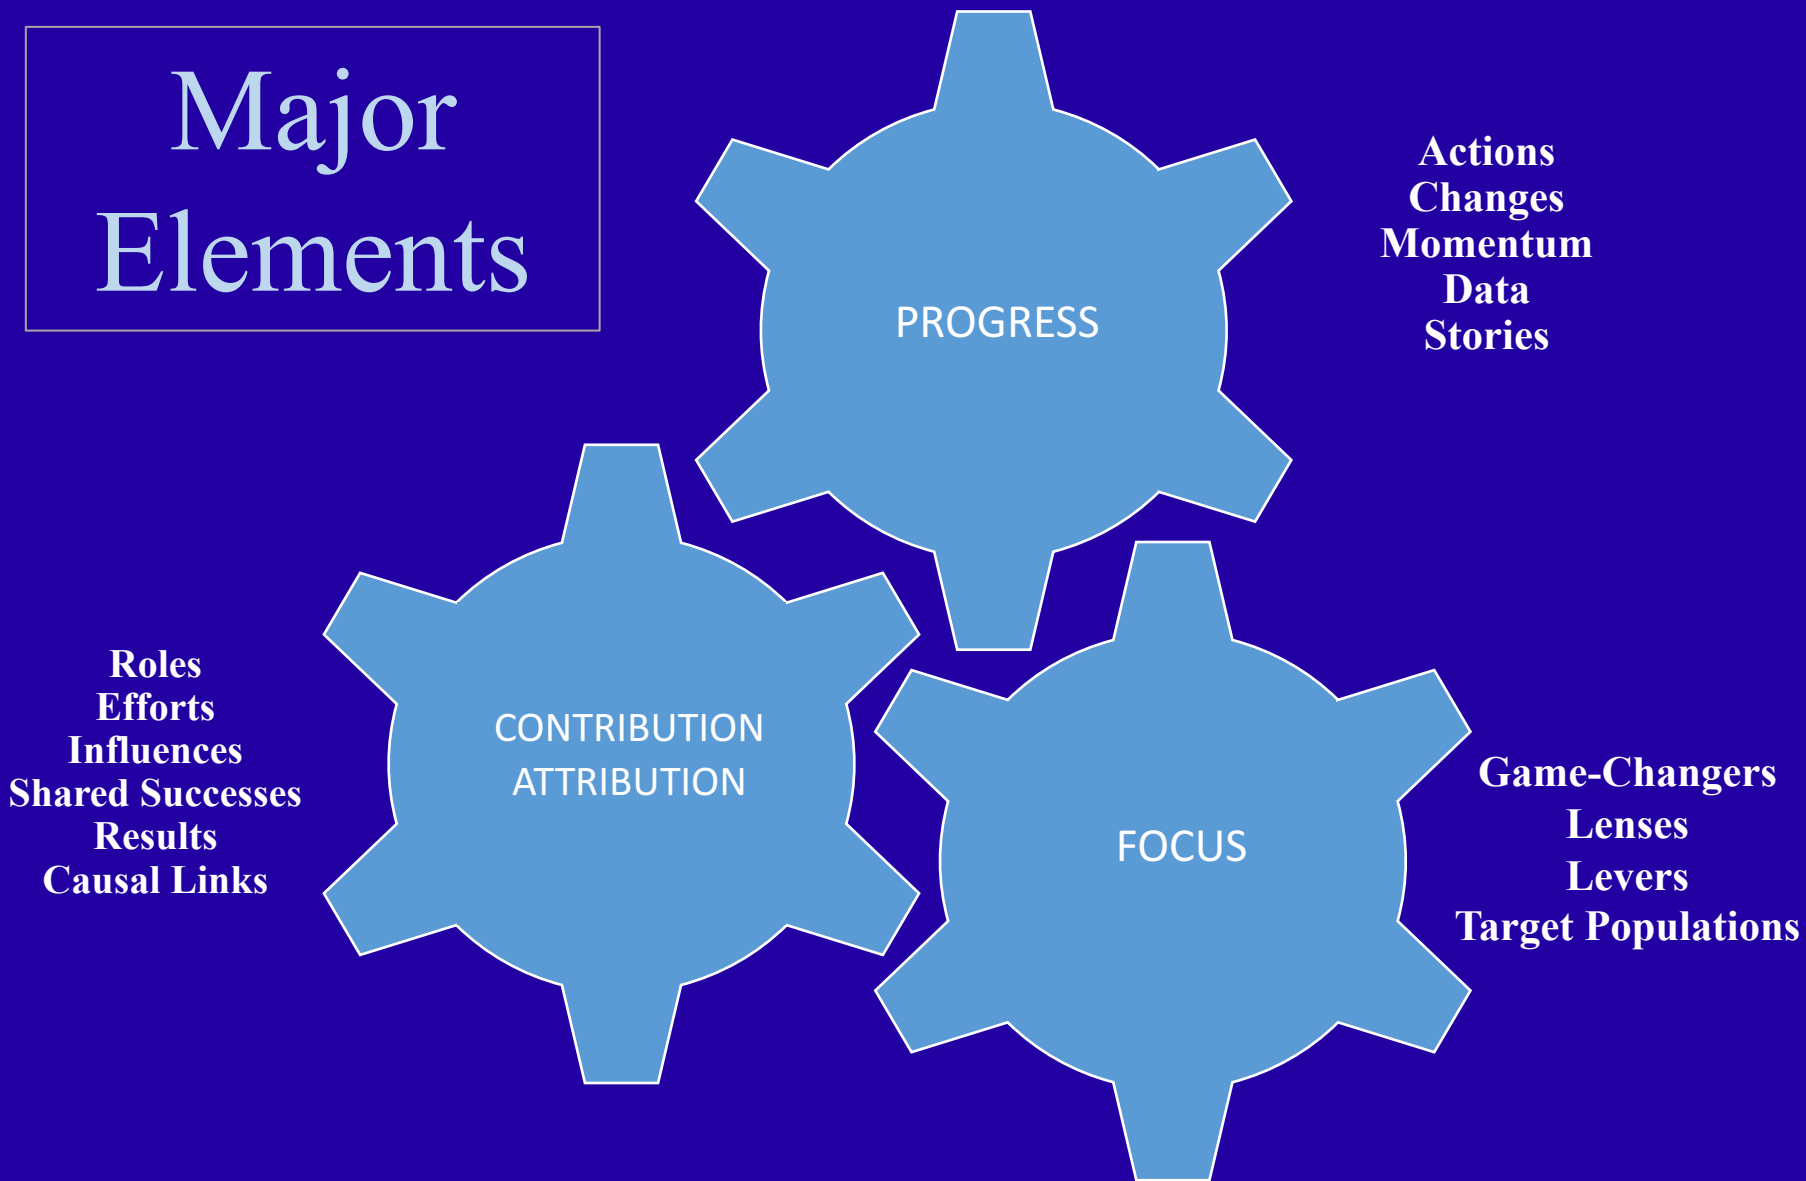 Major
Elements
PROGRESS
Actions
Changes
Momentum
Data
Stories
CONTRIBUTION
ATTRIBUTION
Roles
Efforts
Influences
Shared Successes
Results
Causal Links
FOCUS
Game-Changers
Lenses
Levers
Target Populations